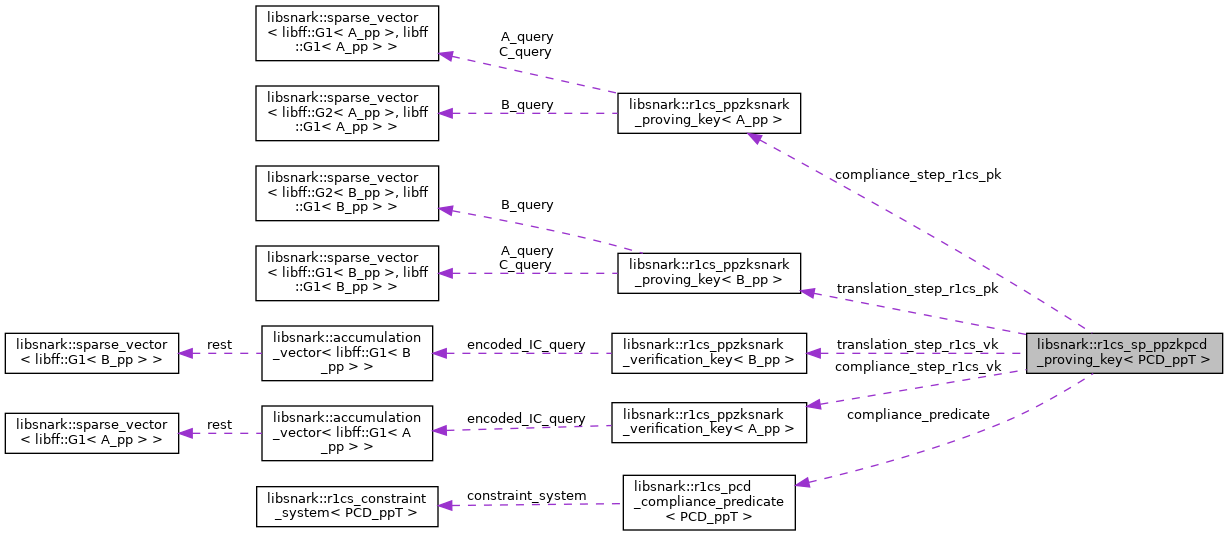 libsnark::sparse_vector
< libff::G1< A_pp >, libff
::G1< A_pp > >
A_query
C_query
libsnark::sparse_vector
< libff::G2< A_pp >, libff
::G1< A_pp > >
B_query
libsnark::r1cs_ppzksnark
_proving_key< A_pp >
compliance_step_r1cs_pk
libsnark::sparse_vector
< libff::G2< B_pp >, libff
::G1< B_pp > >
B_query
libsnark::sparse_vector
< libff::G1< B_pp >, libff
::G1< B_pp > >
A_query
C_query
libsnark::r1cs_ppzksnark
_proving_key< B_pp >
translation_step_r1cs_pk
libsnark::sparse_vector
< libff::G1< B_pp > >
rest
libsnark::accumulation
_vector< libff::G1< B
_pp > >
encoded_IC_query
libsnark::r1cs_ppzksnark
_verification_key< B_pp >
translation_step_r1cs_vk
compliance_step_r1cs_vk
libsnark::r1cs_sp_ppzkpcd
_proving_key< PCD_ppT >
libsnark::sparse_vector
< libff::G1< A_pp > >
rest
libsnark::accumulation
_vector< libff::G1< A
_pp > >
encoded_IC_query
libsnark::r1cs_ppzksnark
_verification_key< A_pp >
compliance_predicate
libsnark::r1cs_constraint
_system< PCD_ppT >
constraint_system
libsnark::r1cs_pcd
_compliance_predicate
< PCD_ppT >